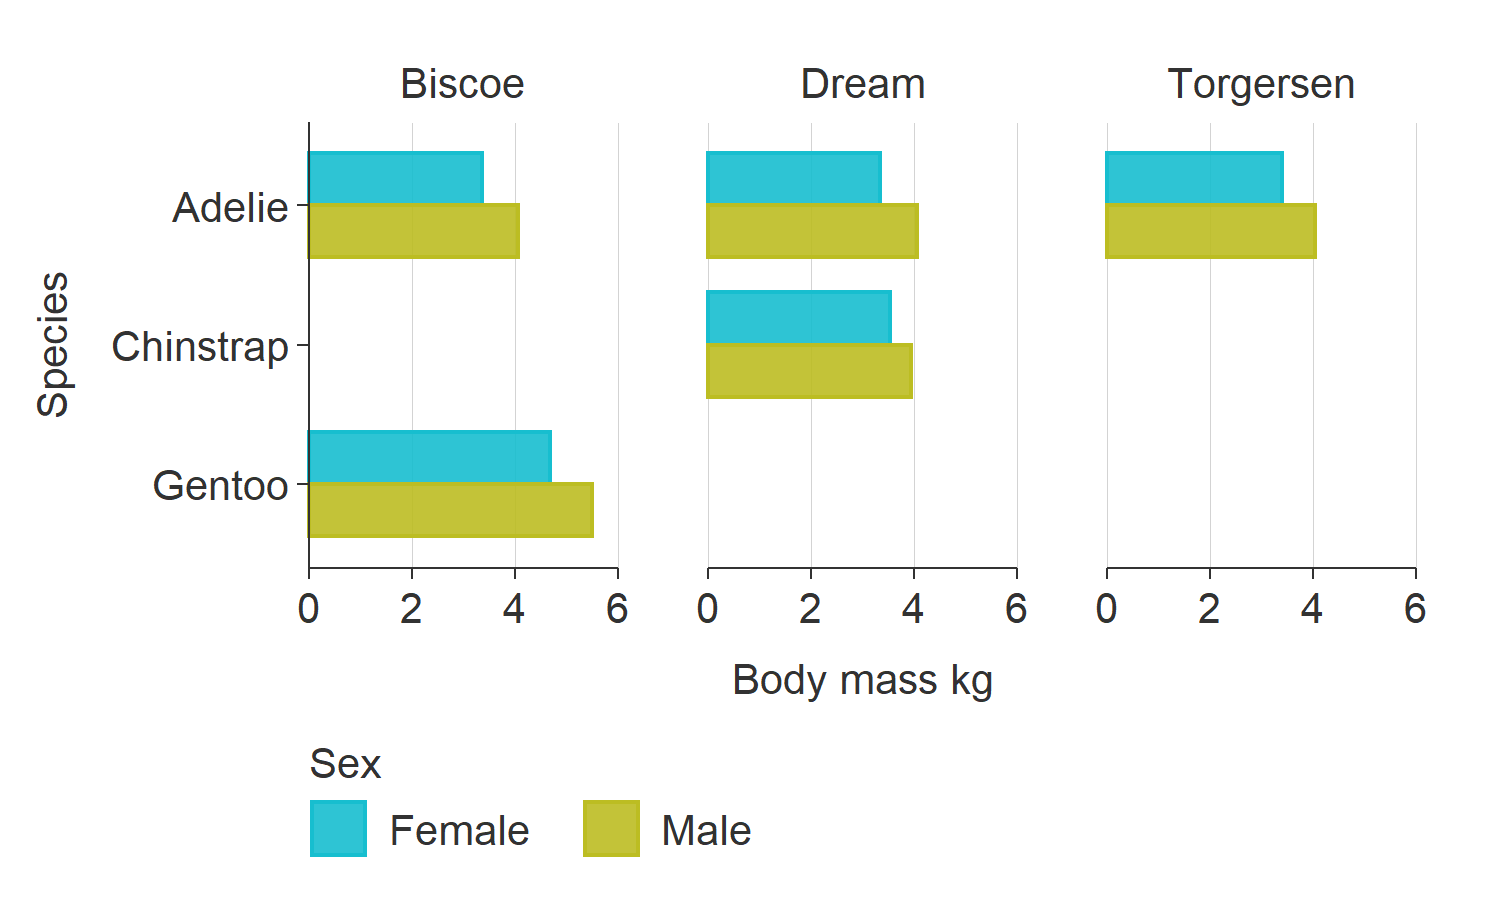 Biscoe Dream Torgersen
Adelie
Chinstrap
Gentoo
Species
0 2 4 6 0 2 4 6 0 2 4 6
Body mass kg
Sex
Female Male